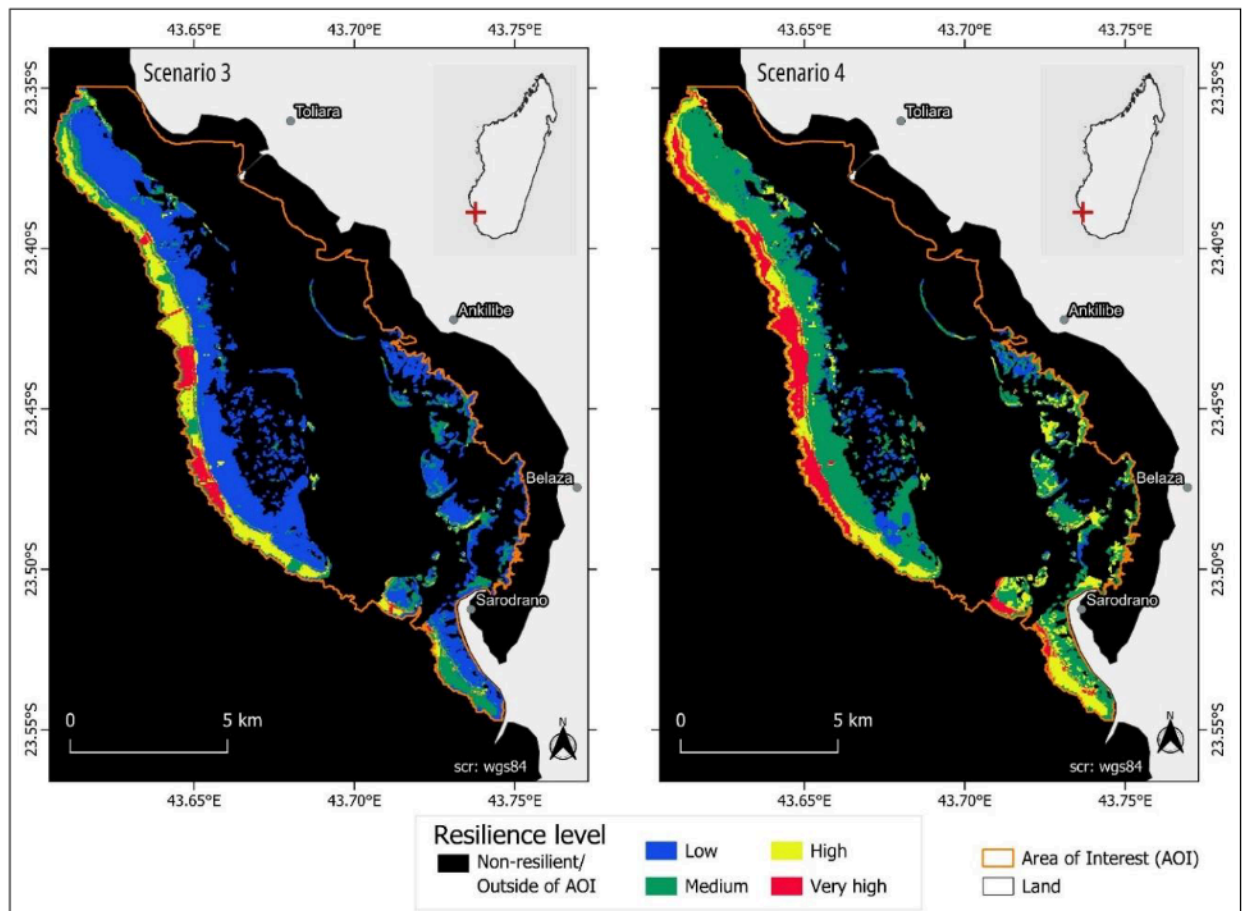 43.65°E 43.70°E 43.75°E 43.65°E 43.70°E 43.75°E
Scenario 3
Scenario 4
23.35°S
23.35°S
Toliara
Toliara
23.40°S
23.40°S
Ankilibe
Ankilibe
23.45°S
23.45°S
Belaza
Belaza
23.50°S
23.50°S
Sarodrano
Sarodrano
0 5 km
0 5 km
N
N
23.55°S
23.55°S
scr: wgs84
scr: wgs84
43.65°E 43.70°E 43.75°E 43.65°E 43.70°E 43.75°E
Resilience level
Non-resilient/
Outside of AOI
Low
Medium
High
Very high
Area of Interest (AOI)
Land